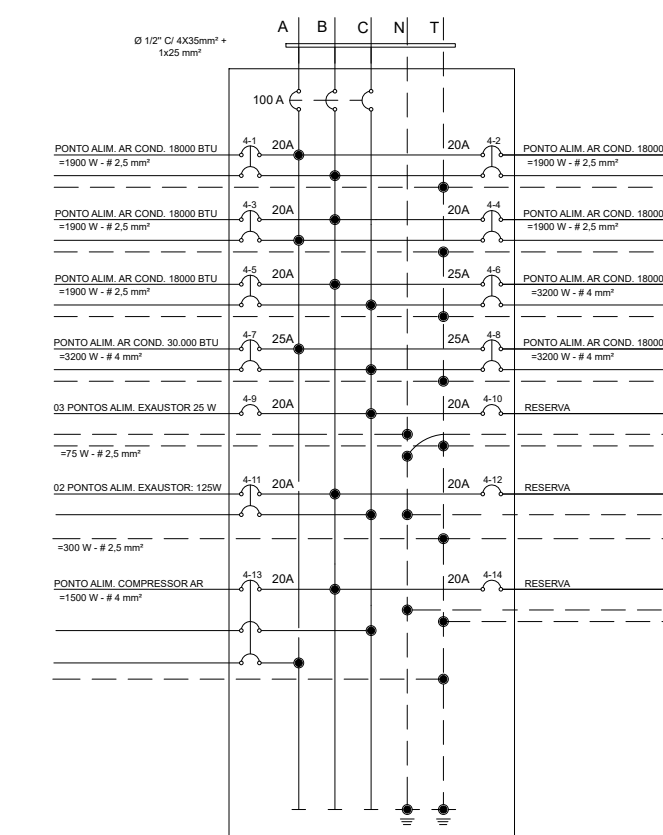 A B C N T
Ø 1/2" C/ 4X35mm² +
1x25 mm²
100 A
PONTO ALIM. AR COND. 18000 BTU
=1900 W - # 2,5 mm²
4-1
20A
20A
4-2
PONTO ALIM. AR COND. 18000
=1900 W - # 2,5 mm²
PONTO ALIM. AR COND. 18000 BTU
=1900 W - # 2,5 mm²
4-3
20A
20A
4-4
PONTO ALIM. AR COND. 18000
=1900 W - # 2,5 mm²
PONTO ALIM. AR COND. 18000 BTU
=1900 W - # 2,5 mm²
4-5
20A
25A
4-6
PONTO ALIM. AR COND. 18000
=3200 W - # 4 mm²
PONTO ALIM. AR COND. 30.000 BTU
=3200 W - # 4 mm²
4-7
25A
25A
4-8
PONTO ALIM. AR COND. 18000
=3200 W - # 4 mm²
03 PONTOS ALIM. EXAUSTOR 25 W
4-9
20A
20A
4-10
RESERVA
=75 W - # 2,5 mm²
02 PONTOS ALIM. EXAUSTOR: 125W
4-11
20A
20A
4-12
RESERVA
=300 W - # 2,5 mm²
PONTO ALIM. COMPRESSOR AR
=1500 W - # 4 mm²
4-13
20A
20A
4-14
RESERVA